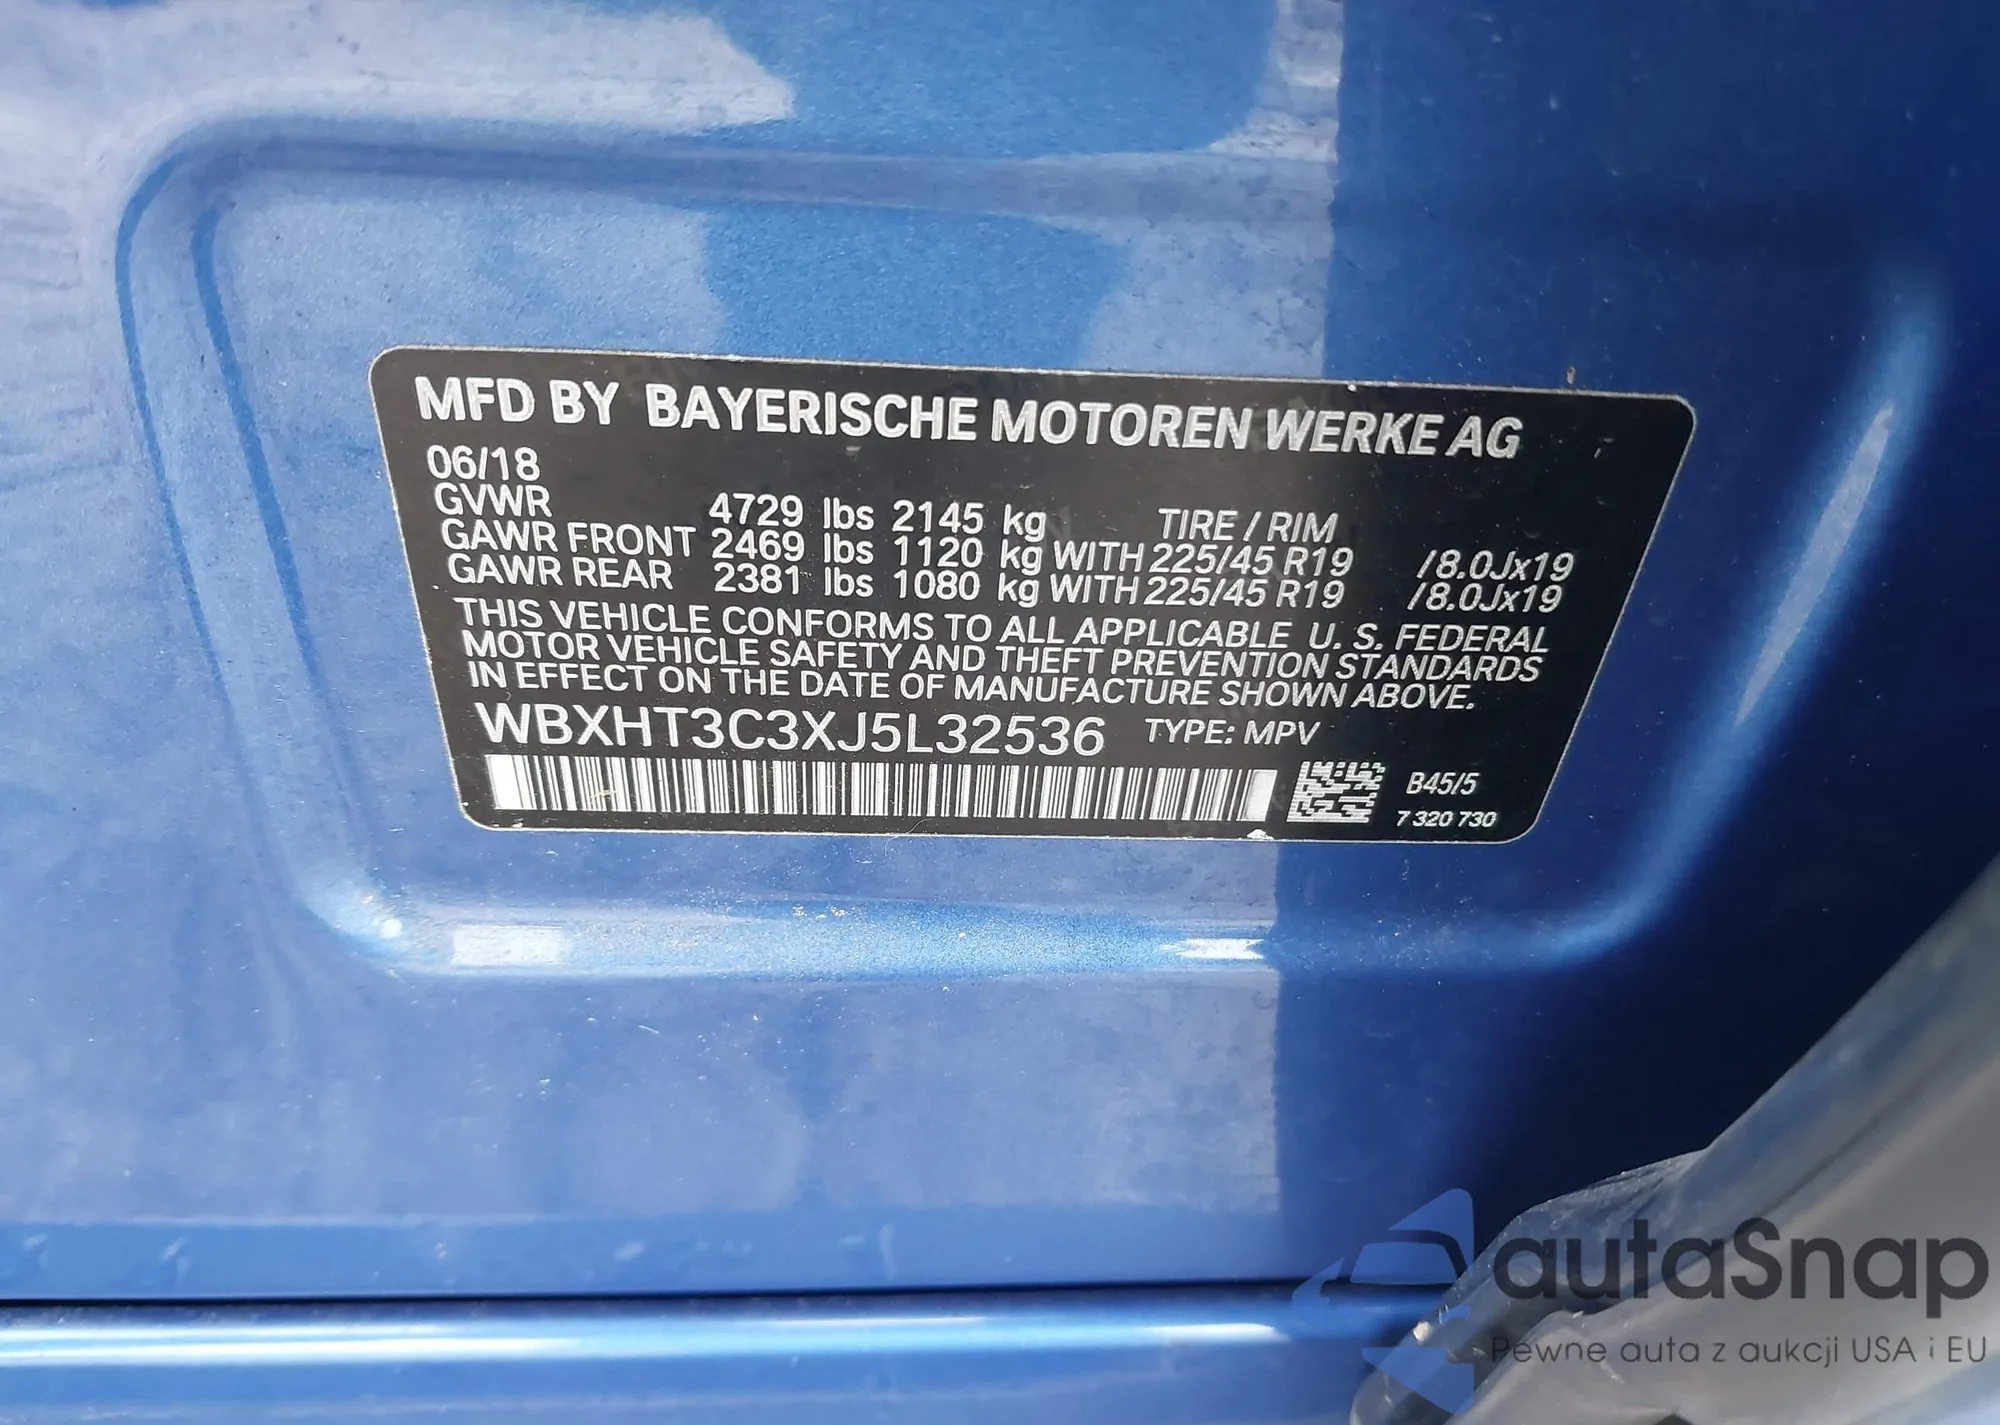 MFD BY BAYERISCHE MOTOREN WERKE AG
06/18
GVWR 4729 lbs 2145 kg TIRE / RIM
GAWR FRONT 2469 lbs 1120 kg WITH 225/45 R19 /8.0Jx19
GAWR REAR 2381 lbs 1080 kg WITH 225/45 R19 /8.0Jx19
THIS VEHICLE CONFORMS TO ALL APPLICABLE U. S. FEDERAL
MOTOR VEHICLE SAFETY AND THEFT PREVENTION STANDARDS
IN EFFECT ON THE DATE OF MANUFACTURE SHOWN ABOVE.
WBXHT3C3XJ5L32536 TYPE: MPV
B45/5
7 320 730
autaSnap
Pewne auta z aukcji USA i EU